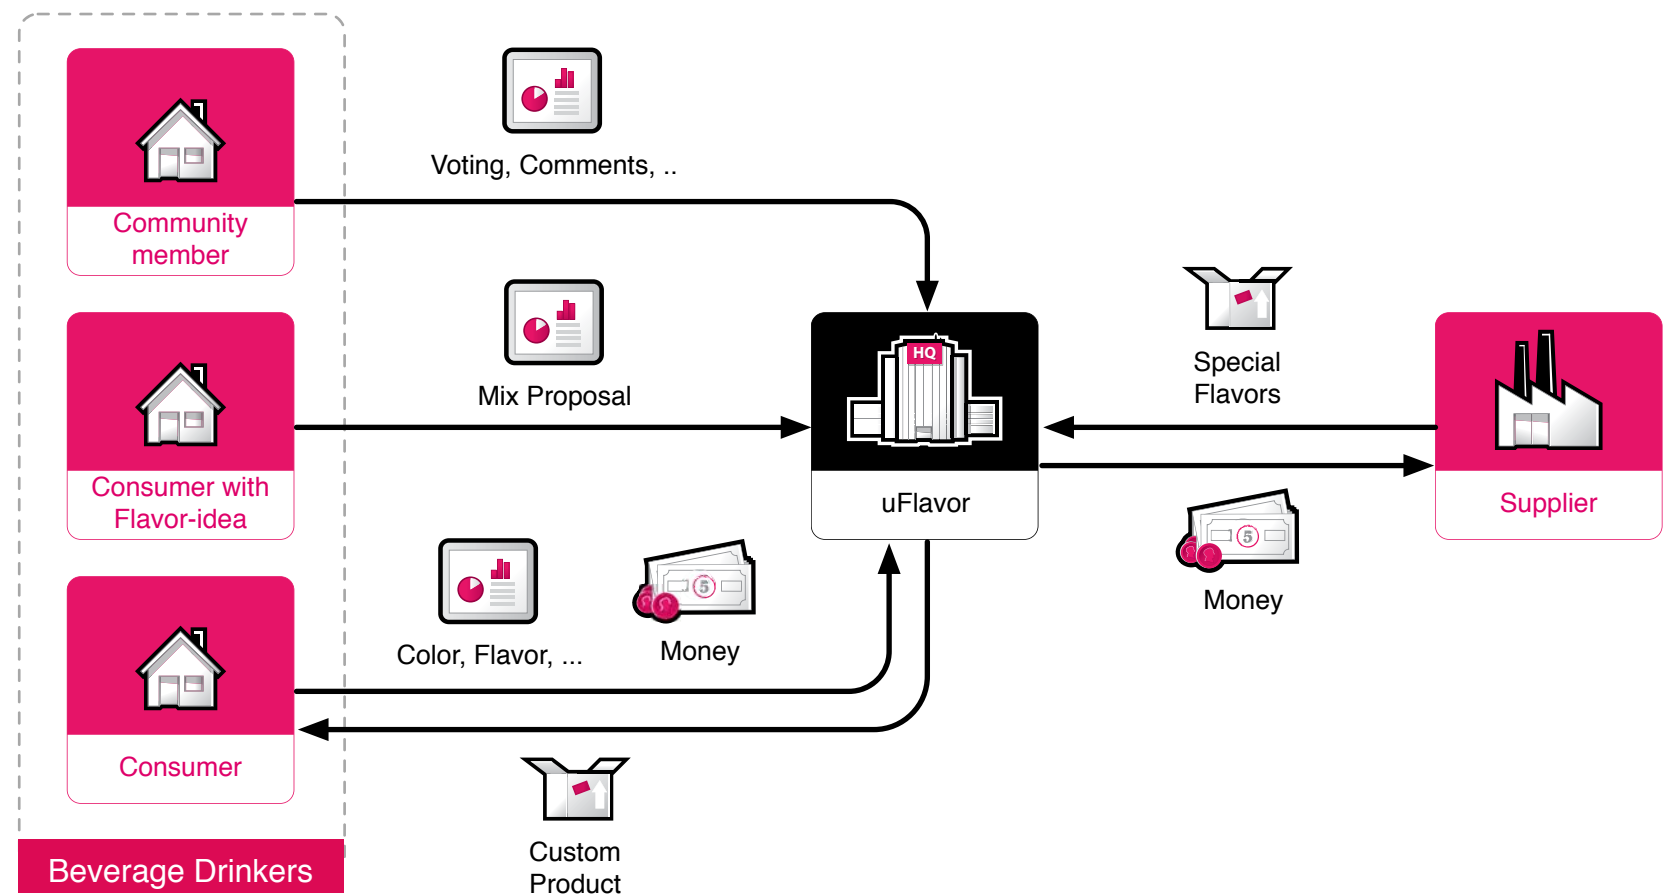 Voting, Comments, ..
Community
member
Mix Proposal
Consumer with
Flavor-idea
HQ
uFlavor
Special
Flavors
Supplier
5
Money
Color, Flavor, ...
5
Money
Consumer
Custom
Product
Beverage Drinkers